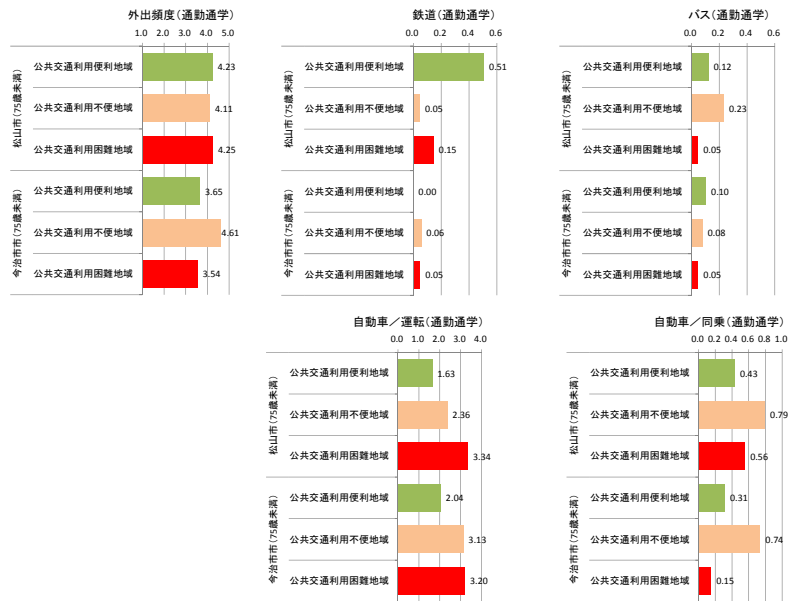 外出頻度(通勤通学)
1.0 2.0 3.0 4.0 5.0
松山市(75歳未満)
公共交通利用便利地域 4.23
公共交通利用不便地域 4.11
公共交通利用困難地域 4.25
今治市市(75歳未満)
公共交通利用便利地域 3.65
公共交通利用不便地域 4.61
公共交通利用困難地域 3.54
鉄道(通勤通学)
0.0 0.2 0.4 0.6
松山市(75歳未満)
公共交通利用便利地域 0.51
公共交通利用不便地域 0.05
公共交通利用困難地域 0.15
今治市市(75歳未満)
公共交通利用便利地域 0.00
公共交通利用不便地域 0.06
公共交通利用困難地域 0.05
バス(通勤通学)
0.0 0.2 0.4 0.6
松山市(75歳未満)
公共交通利用便利地域 0.12
公共交通利用不便地域 0.23
公共交通利用困難地域 0.05
今治市市(75歳未満)
公共交通利用便利地域 0.10
公共交通利用不便地域 0.08
公共交通利用困難地域 0.05
自動車／運転(通勤通学)
0.0 1.0 2.0 3.0 4.0
松山市(75歳未満)
公共交通利用便利地域 1.63
公共交通利用不便地域 2.36
公共交通利用困難地域 3.34
今治市市(75歳未満)
公共交通利用便利地域 2.04
公共交通利用不便地域 3.13
公共交通利用困難地域 3.20
自動車／同乗(通勤通学)
0.0 0.2 0.4 0.6 0.8 1.0
松山市(75歳未満)
公共交通利用便利地域 0.43
公共交通利用不便地域 0.79
公共交通利用困難地域 0.56
今治市市(75歳未満)
公共交通利用便利地域 0.31
公共交通利用不便地域 0.74
公共交通利用困難地域 0.15